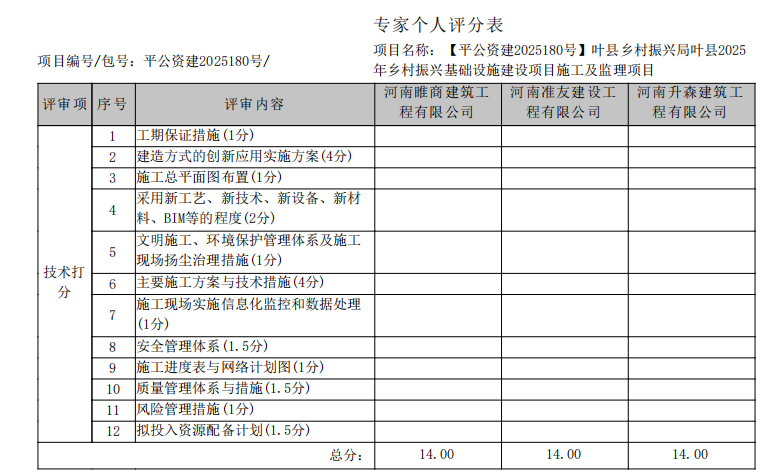 专家个人评分表
项目编号/包号: 平公资建2025180号/
项目名称: 【平公资建2025180号】叶县乡村振兴局叶县2025
年乡村振兴基础设施建设项目施工及监理项目
评审项 序号 评审内容 河南睢商建筑工程有限公司 河南准友建设工程有限公司 河南升森建筑工程有限公司
技术打分
1 工期保证措施(1分)
2 建造方式的创新应用实施方案(4分)
3 施工总平面图布置(1分)
4 采用新工艺、新技术、新设备、新材
料、BIM等的程度(2分)
5 文明施工、环境保护管理体系及施工
现场扬尘治理措施(1分)
6 主要施工方案与技术措施(4分)
7 施工现场实施信息化监控和数据处理
(1分)
8 安全管理体系(1.5分)
9 施工进度表与网络计划图(1分)
10 质量管理体系与措施(1.5分)
11 风险管理措施(1分)
12 拟投入资源配备计划(1.5分)
总分: 14.00 14.00 14.00